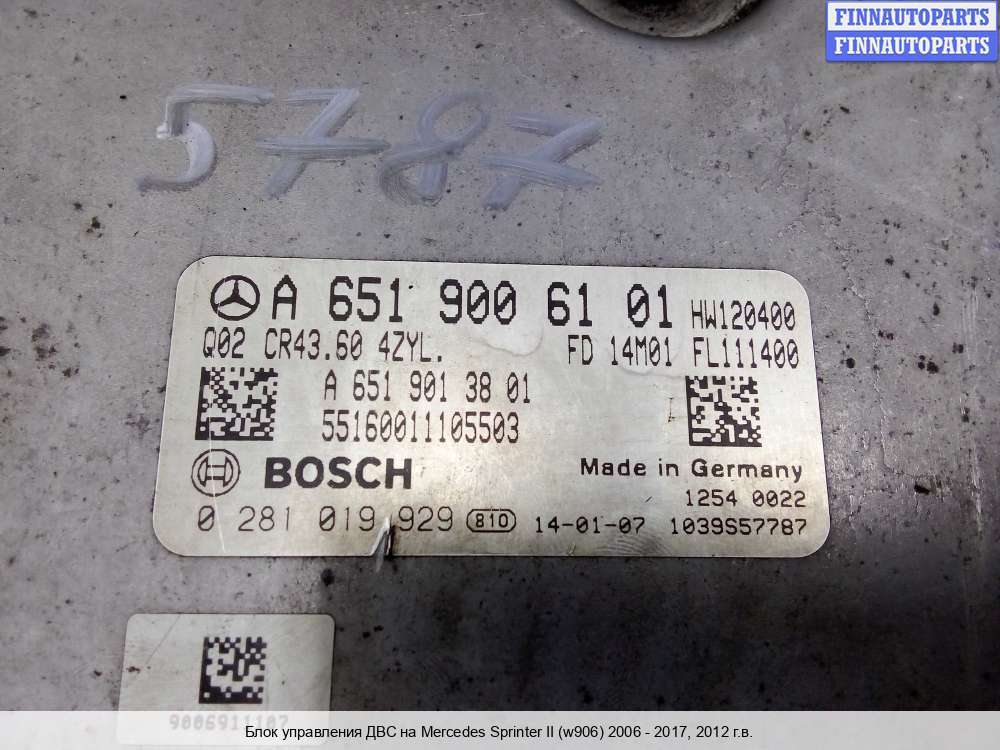 FINNAUTOPARTS
FINNAUTOPARTS
5787
A 651 900 61 01 HW120400
Q02 CR43.60 4ZYL. FD 14M01 FL111400
A 651 901 38 01
55160011105503
BOSCH
Made in Germany
1254 0022
0 281 019 929 810 14-01-07 1039S57787
9006911107
Блок управления ДВС на Mercedes Sprinter II (w906) 2006 - 2017, 2012 г.в.